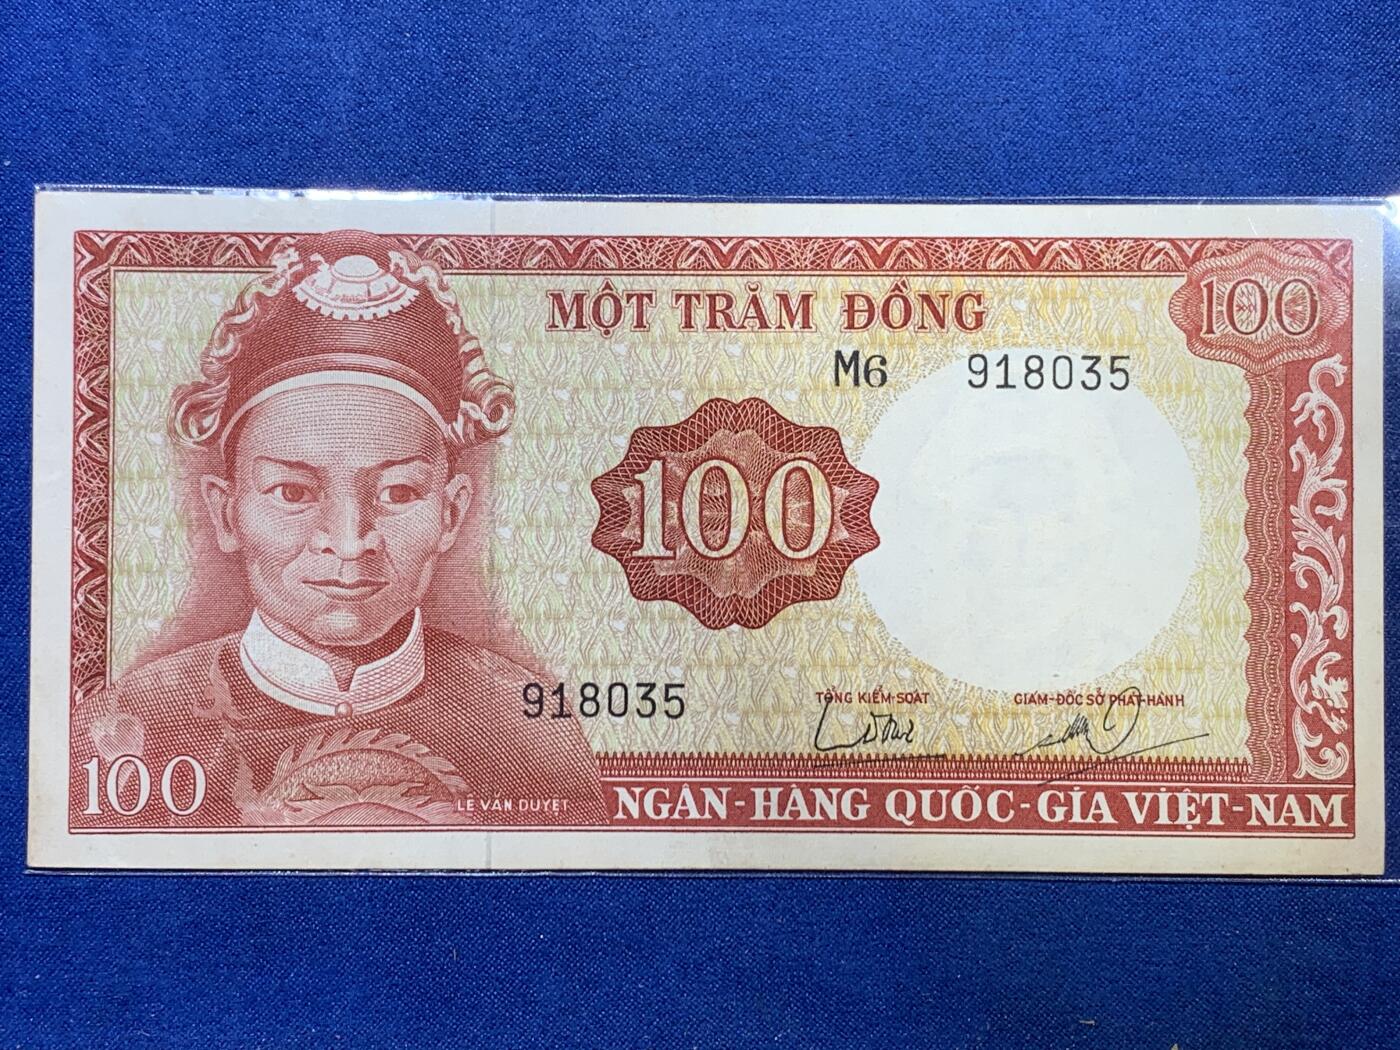 MỘT TRĂM ĐỒNG
100
M6 918035
100
918035
TỔNG KIỂM-SOÁT
GIÁM-ĐỐC SỞ PHÁT-HÀNH
100
LÊ VĂN DUYỆT
NGÂN-HÀNG QUỐC-GIA VIỆT-NAM